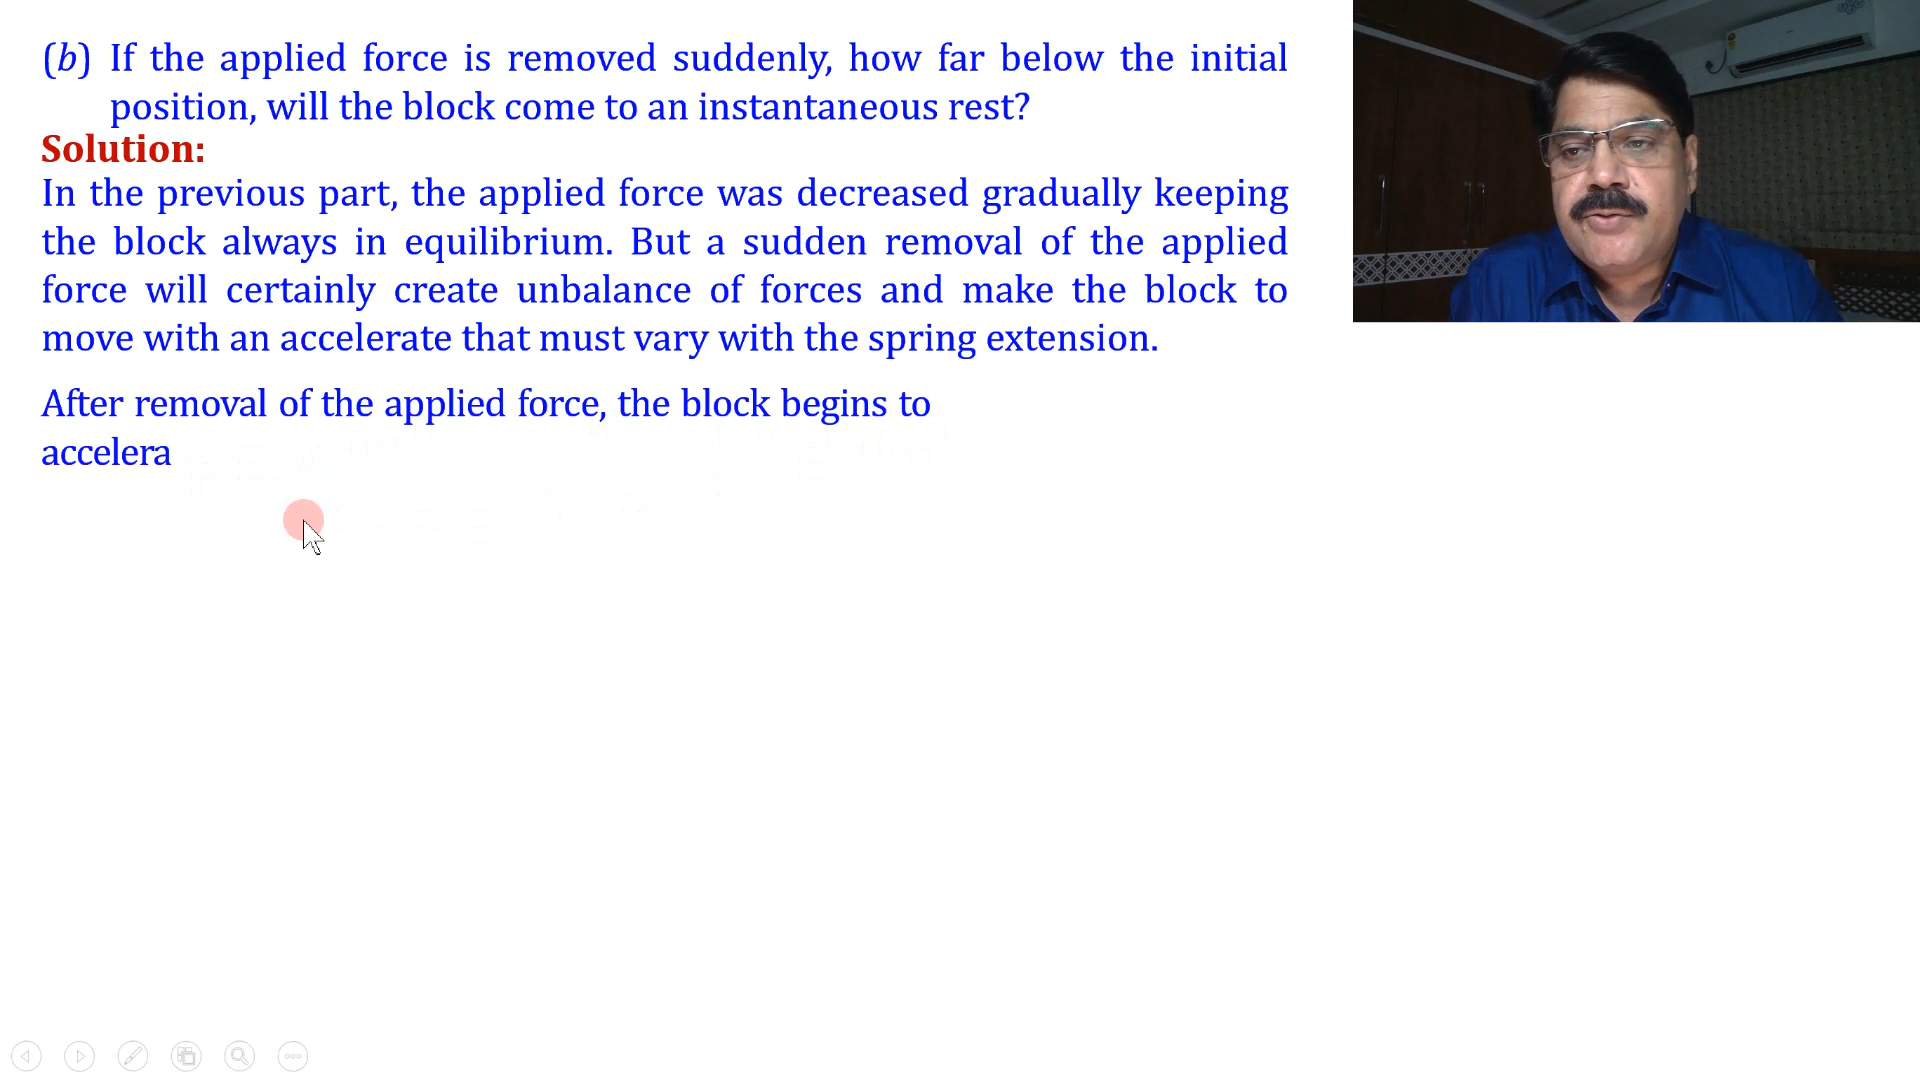 (b) If the applied force is removed suddenly, how far below the initial
position, will the block come to an instantaneous rest?
Solution:
In the previous part, the applied force was decreased gradually keeping
the block always in equilibrium. But a sudden removal of the applied
force will certainly create unbalance of forces and make the block to
move with an accelerate that must vary with the spring extension.
After removal of the applied force, the block begins to
accelera